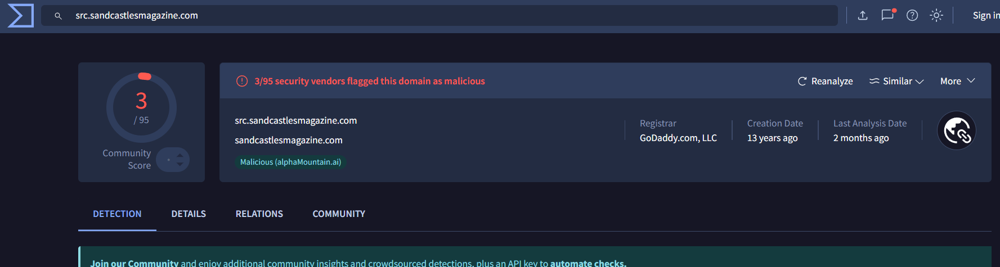 src.sandcastlesmagazine.com
Sign in
3
/ 95
Community
Score
3/95 security vendors flagged this domain as malicious
Reanalyze
Similar
More
src.sandcastlesmagazine.com
sandcastlesmagazine.com
Malicious (alphaMountain.ai)
Registrar
GoDaddy.com, LLC
Creation Date
13 years ago
Last Analysis Date
2 months ago
DETECTION
DETAILS
RELATIONS
COMMUNITY
Join our Community and enjoy additional community insights and crowdsourced detections, plus an API key to automate checks.